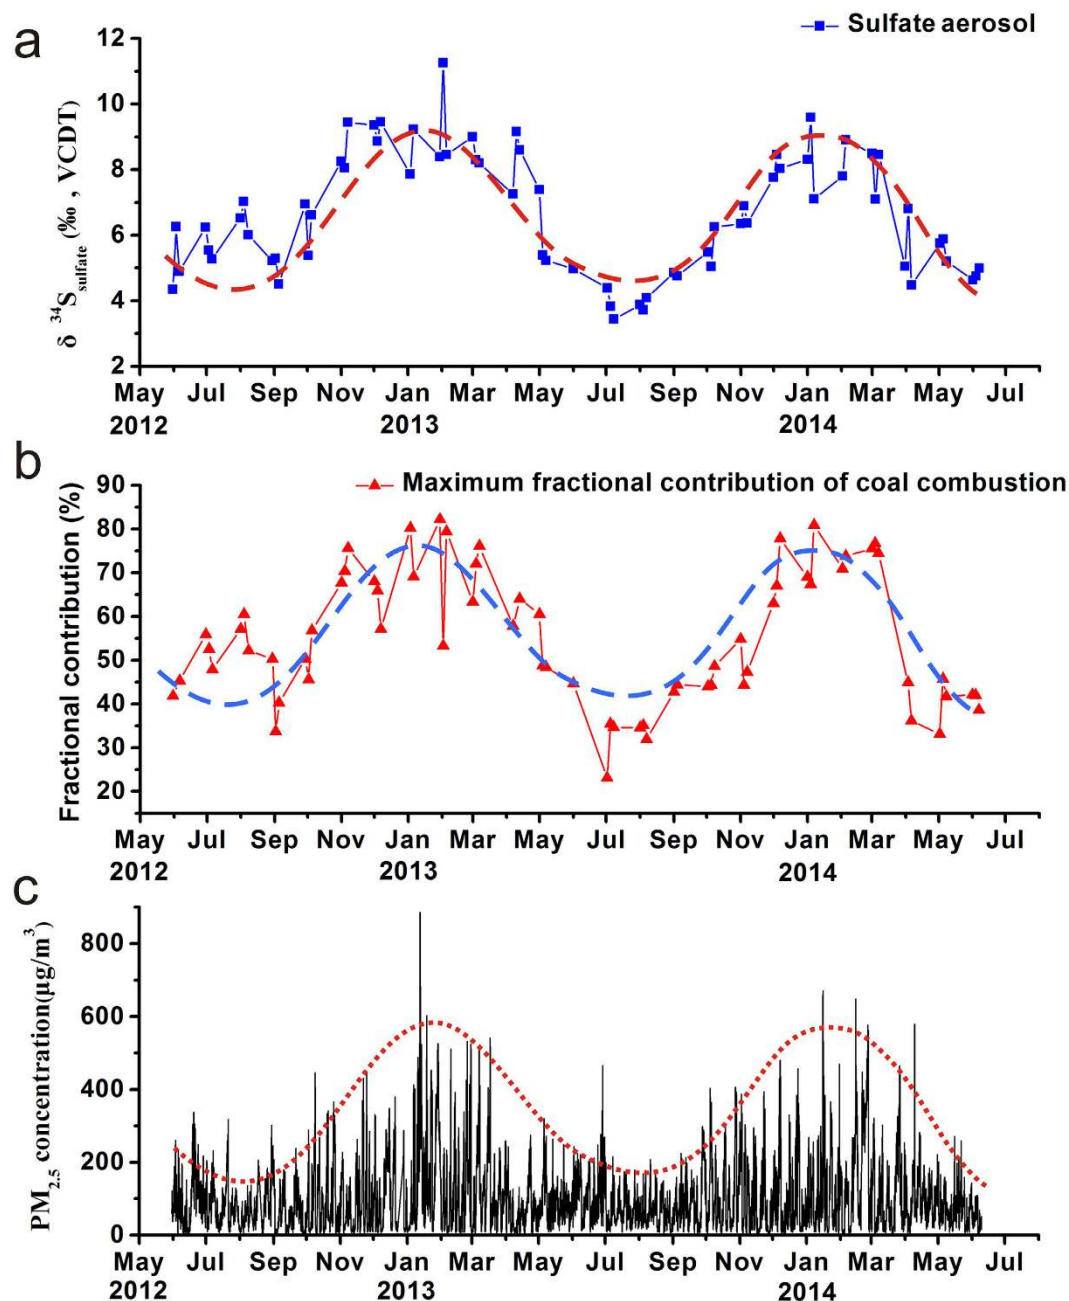 a
Sulfate aerosol
δ ³⁴S_sulfate (‰ , VCDT)
12
10
8
6
4
2
May Jul Sep Nov Jan Mar May Jul Sep Nov Jan Mar May Jul
2012 2013 2014
b
Maximum fractional contribution of coal combustion
Fractional contribution (%)
90
80
70
60
50
40
30
20
May Jul Sep Nov Jan Mar May Jul Sep Nov Jan Mar May Jul
2012 2013 2014
c
PM2.5 concentration(μg/m³)
800
600
400
200
0
May Jul Sep Nov Jan Mar May Jul Sep Nov Jan Mar May Jul
2012 2013 2014